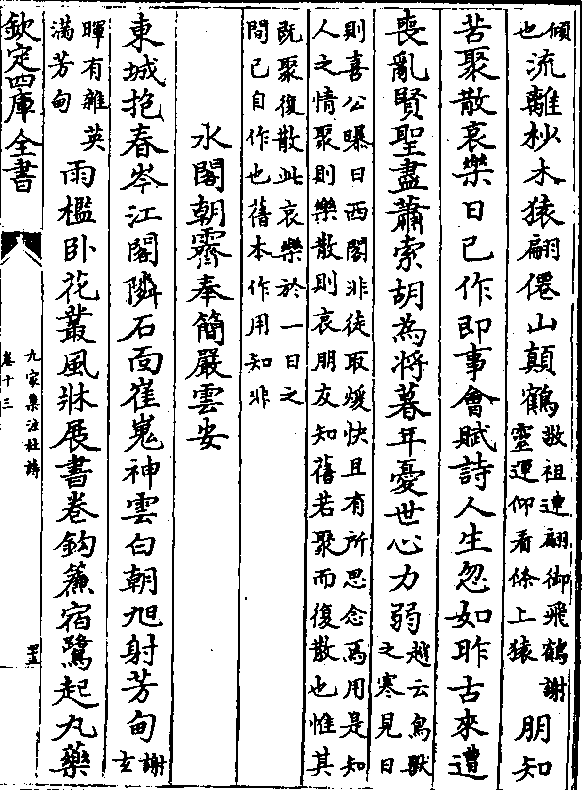 傾也流離杪木猿翩僊山顛鶴敬祖連翩御飛鶴謝靈運仰看條上猿朋知
苦聚散哀樂日已作即事會賦詩人生忽如昨古來遭
喪亂賢聖盡蕭索胡為將暮年憂世心力弱趙云鳥獸之寒見日
則喜公曝日西閣非徒取煖快且有所思念焉用是知
人之情聚則樂散則哀朋友知舊若聚而復散也惟其
既聚復散此哀樂於一日之
間已自作也舊本作用知非
水閣朝霽奉簡嚴雲安
東城抱春岑江閣隣石面崔嵬神雲白朝旭射芳甸謝玄
暉有雜英滿芳甸雨檻卧花叢風牀展書卷鈎簾宿鷺起丸藥
欽定四庫全書
九家集注杜詩
卷十三